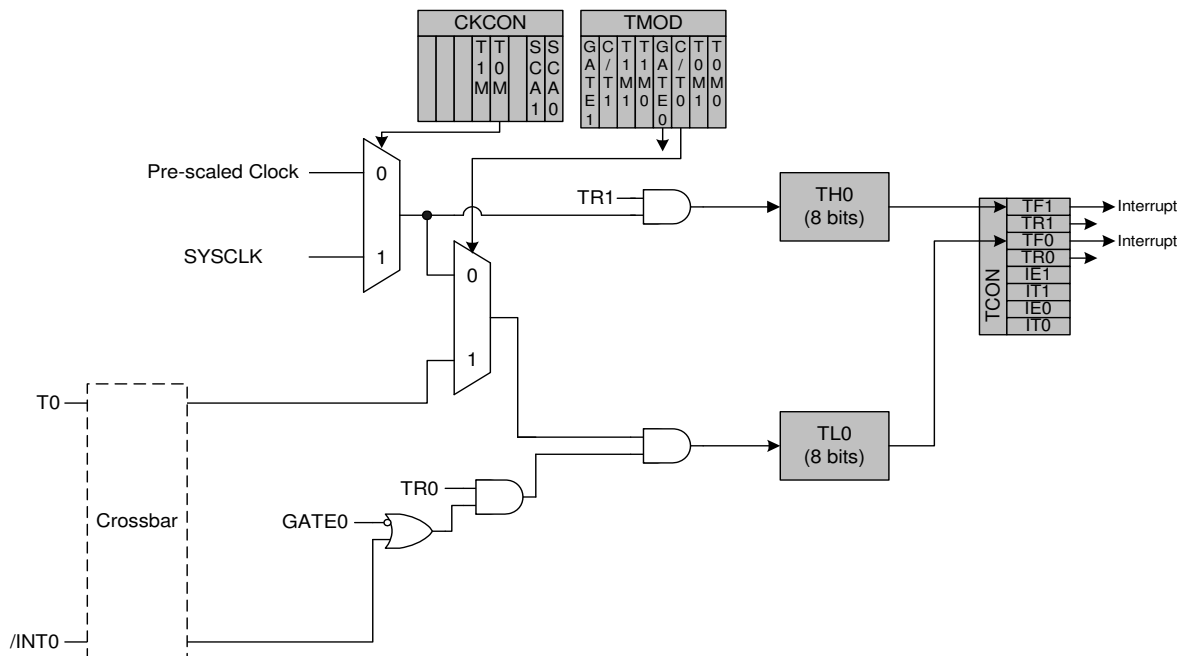 CKCON
T1M
T0M
SCA1
SCA0
TMOD
GATE1
C/T1
T1M1
T1M0
GATE0
C/T0
T0M1
T0M0
Pre-scaled Clock
0
SYSCLK
1
TR1
TH0
(8 bits)
0
1
TCON
TF1
TR1
TF0
TR0
IE1
IT1
IE0
IT0
Interrupt
Interrupt
T0
Crossbar
/INT0
TR0
GATE0
TL0
(8 bits)